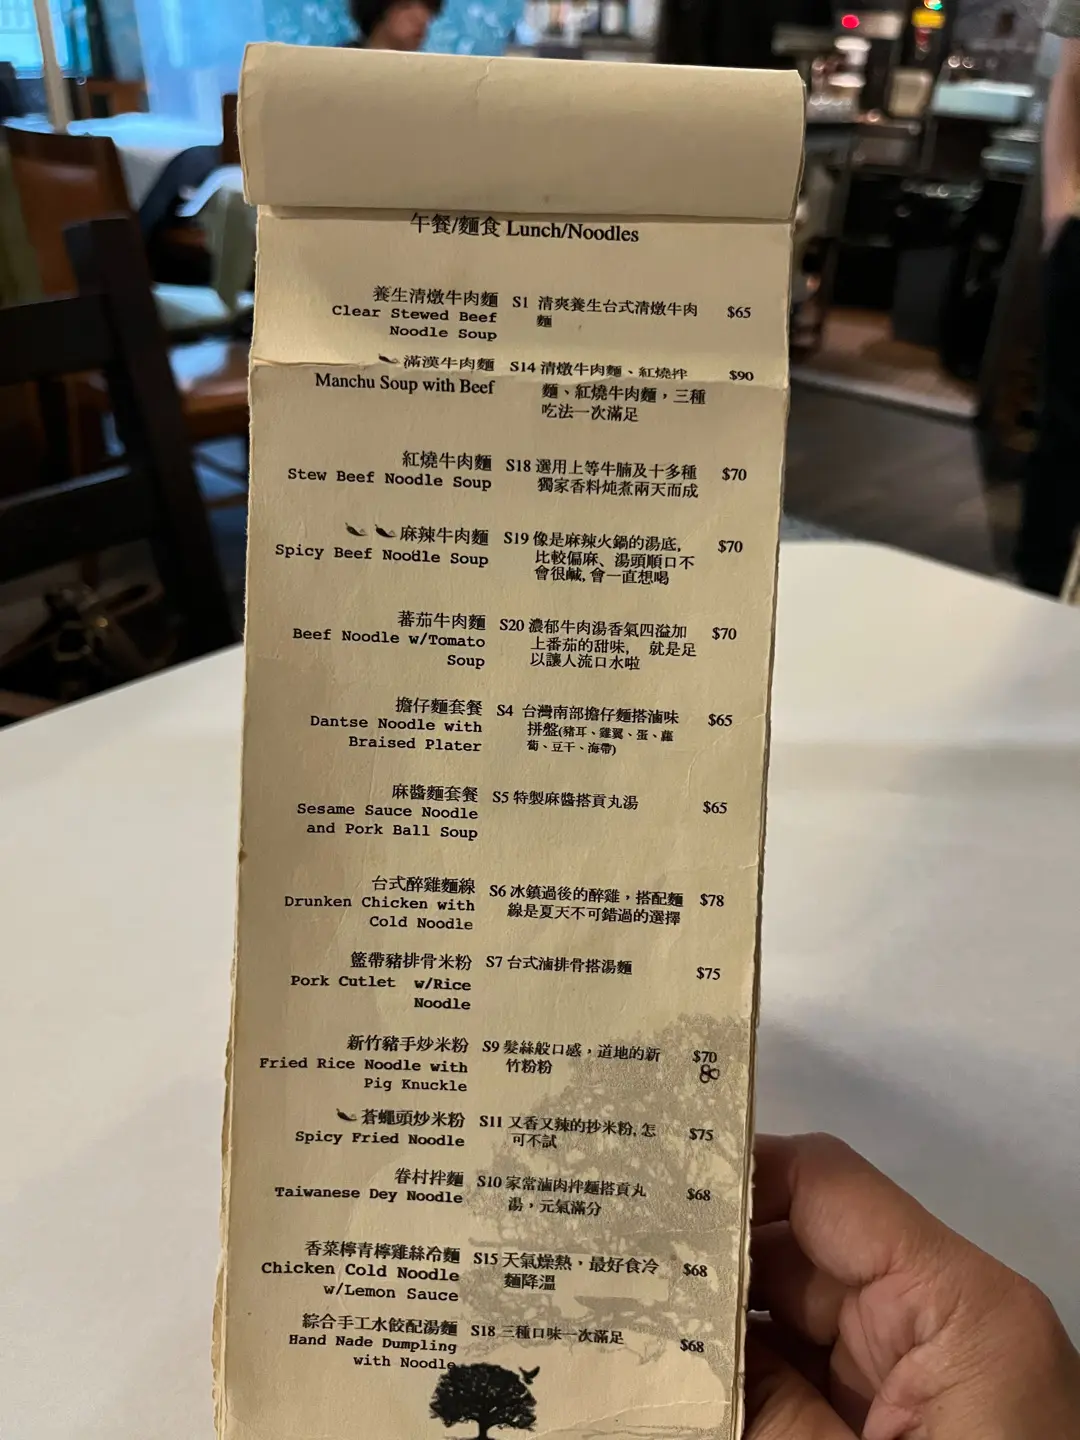 午餐/麵食 Lunch/Noodles
養生清燉牛肉麵 S1 清爽養生台式清燉牛肉 $65
Clear Stewed Beef 麵
Noodle Soup
滿漢牛肉麵 S14 清燉牛肉麵、紅燒拌 $90
Manchu Soup with Beef 麵、紅燒牛肉麵，三種
吃法一次滿足
紅燒牛肉麵 S18 選用上等牛腩及十多種 $70
Stew Beef Noodle Soup 獨家香料炖煮兩天而成
麻辣牛肉麵 S19 像是麻辣火鍋的湯底, $70
Spicy Beef Noodle Soup 比較偏麻、湯頭順口不
會很鹹, 會一直想喝
蕃茄牛肉麵 S20 濃郁牛肉湯香氣四溢加 $70
Beef Noodle w/Tomato 上番茄的甜味, 就是足
Soup 以讓人流口水啦
擔仔麵套餐 S4 台灣南部擔仔麵搭滷味 $65
Dantse Noodle with 拼盤(豬耳、雞翼、蛋、蘿
Braised Plater 蔔、豆干、海帶)
麻醬麵套餐 S5 特製麻醬搭貢丸湯 $65
Sesame Sauce Noodle
and Pork Ball Soup
台式醉雞麵線 S6 冰鎮過後的醉雞，搭配麵 $78
Drunken Chicken with 線是夏天不可錯過的選擇
Cold Noodle
籃帶豬排骨米粉 S7 台式滷排骨搭湯麵 $75
Pork Cutlet w/Rice
Noodle
新竹豬手炒米粉 S9 髮絲般口感，道地的新 $70
Fried Rice Noodle with 竹粉粉 8
Pig Knuckle
蒼蠅頭炒米粉 S11 又香又辣的抄米粉, 怎 $75
Spicy Fried Noodle 可不試
眷村拌麵 S10 家常滷肉拌麵搭貢丸 $68
Taiwanese Dey Noodle 湯，元氣滿分
香菜檸青檸雞絲冷麵 S15 天氣燥熱，最好食冷 $68
Chicken Cold Noodle 麵降溫
w/Lemon Sauce
綜合手工水餃配湯麵 S18 三種口味一次滿足 $68
Hand Nade Dumpling
with Noodle